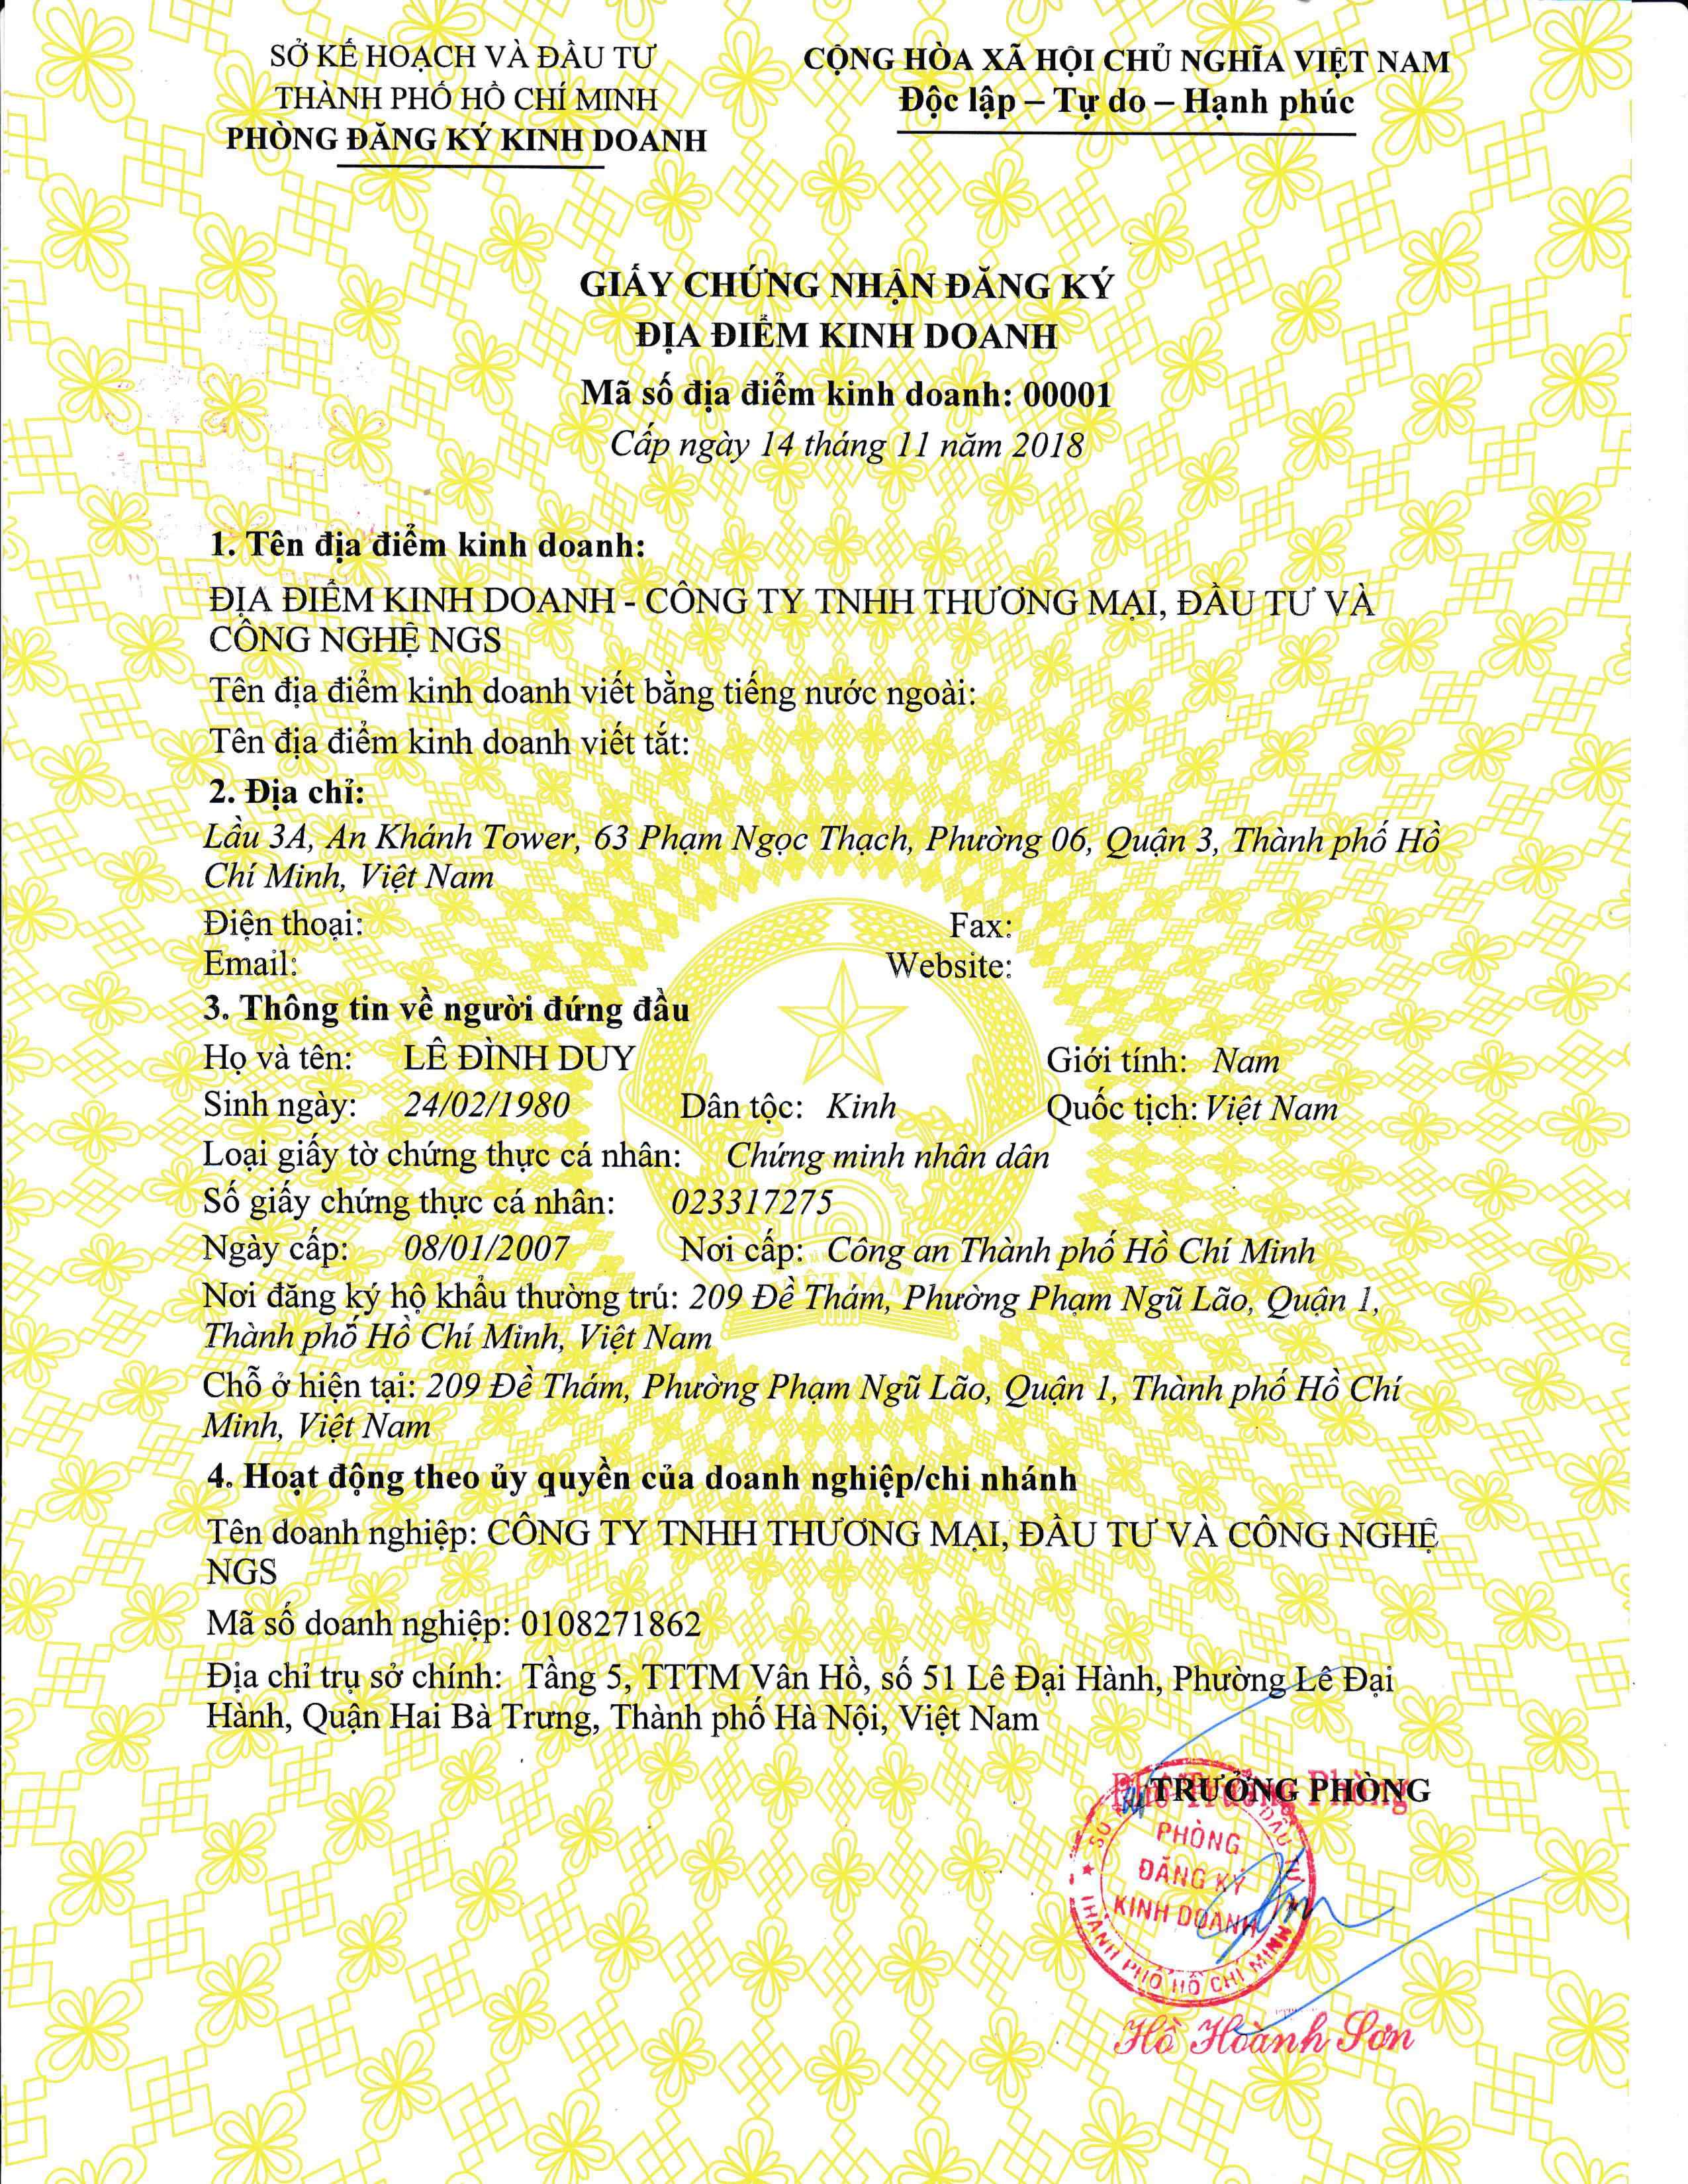 SỞ KẾ HOẠCH VÀ ĐẦU TƯ
THÀNH PHỐ HỒ CHÍ MINH
PHÒNG ĐĂNG KÝ KINH DOANH
CỘNG HÒA XÃ HỘI CHỦ NGHĨA VIỆT NAM
Độc lập – Tự do – Hạnh phúc
GIẤY CHỨNG NHẬN ĐĂNG KÝ
ĐỊA ĐIỂM KINH DOANH
Mã số địa điểm kinh doanh: 00001
Cấp ngày 14 tháng 11 năm 2018
1. Tên địa điểm kinh doanh:
ĐỊA ĐIỂM KINH DOANH - CÔNG TY TNHH THƯƠNG MẠI, ĐẦU TƯ VÀ
CÔNG NGHỆ NGS
Tên địa điểm kinh doanh viết bằng tiếng nước ngoài:
Tên địa điểm kinh doanh viết tắt:
2. Địa chỉ:
Lầu 3A, An Khánh Tower, 63 Phạm Ngọc Thạch, Phường 06, Quận 3, Thành phố Hồ
Chí Minh, Việt Nam
Điện thoại: Fax:
Email: Website:
3. Thông tin về người đứng đầu
Họ và tên: LÊ ĐÌNH DUY Giới tính: Nam
Sinh ngày: 24/02/1980 Dân tộc: Kinh Quốc tịch: Việt Nam
Loại giấy tờ chứng thực cá nhân: Chứng minh nhân dân
Số giấy chứng thực cá nhân: 023317275
Ngày cấp: 08/01/2007 Nơi cấp: Công an Thành phố Hồ Chí Minh
Nơi đăng ký hộ khẩu thường trú: 209 Đề Thám, Phường Phạm Ngũ Lão, Quận 1,
Thành phố Hồ Chí Minh, Việt Nam
Chỗ ở hiện tại: 209 Đề Thám, Phường Phạm Ngũ Lão, Quận 1, Thành phố Hồ Chí
Minh, Việt Nam
4. Hoạt động theo ủy quyền của doanh nghiệp/chi nhánh
Tên doanh nghiệp: CÔNG TY TNHH THƯƠNG MẠI, ĐẦU TƯ VÀ CÔNG NGHỆ
NGS
Mã số doanh nghiệp: 0108271862
Địa chỉ trụ sở chính: Tầng 5, TTTM Vân Hồ, số 51 Lê Đại Hành, Phường Lê Đại
Hành, Quận Hai Bà Trưng, Thành phố Hà Nội, Việt Nam
TRƯỞNG PHÒNG
Phó Trưởng Phòng
PHÒNG
ĐĂNG KÝ
KINH DOANH
THÀNH PHỐ HỒ CHÍ MINH
Hồ Hoành Sơn